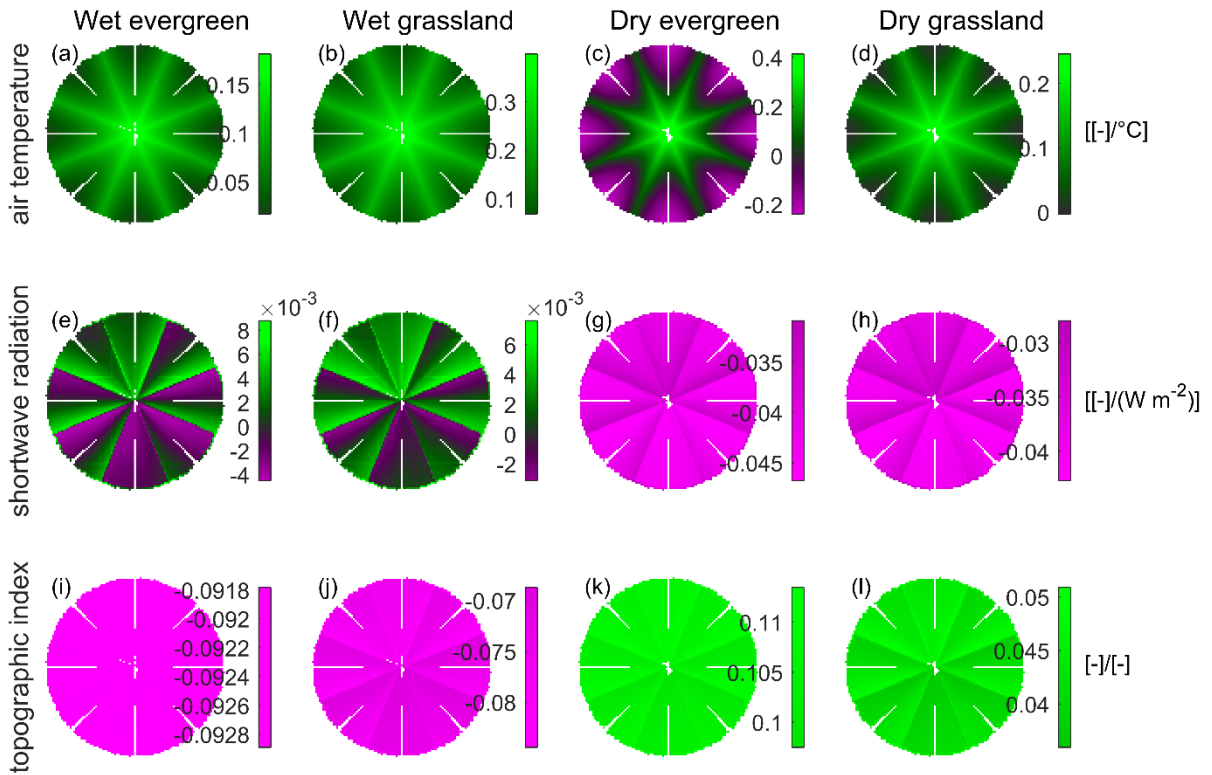 Wet evergreen Wet grassland Dry evergreen Dry grassland
air temperature
(a) 0.15 0.1 0.05
(b) 0.3 0.2 0.1
(c) 0.4 0.2 0 -0.2
(d) 0.2 0.1 0
[[-]/°C]
shortwave radiation
(e) ×10⁻³ 8 6 4 2 0 -2 -4
(f) ×10⁻³ 6 4 2 0 -2
(g) -0.035 -0.04 -0.045
(h) -0.03 -0.035 -0.04
[[-]/(W m⁻²)]
topographic index
(i) -0.0918 -0.092 -0.0922 -0.0924 -0.0926 -0.0928
(j) -0.07 -0.075 -0.08
(k) 0.11 0.105 0.1
(l) 0.05 0.045 0.04
[-]/[-]